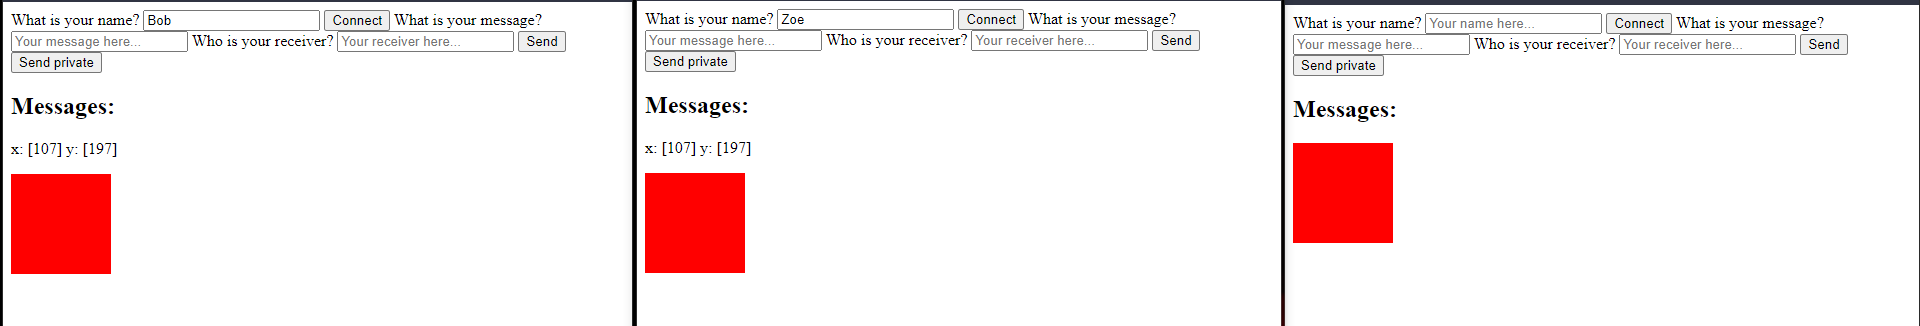 What is your name? Bob Connect What is your message?
Your message here... Who is your receiver? Your receiver here... Send
Send private
Messages:
x: [107] y: [197]
What is your name? Zoe Connect What is your message?
Your message here... Who is your receiver? Your receiver here... Send
Send private
Messages:
x: [107] y: [197]
What is your name? Your name here... Connect What is your message?
Your message here... Who is your receiver? Your receiver here... Send
Send private
Messages: